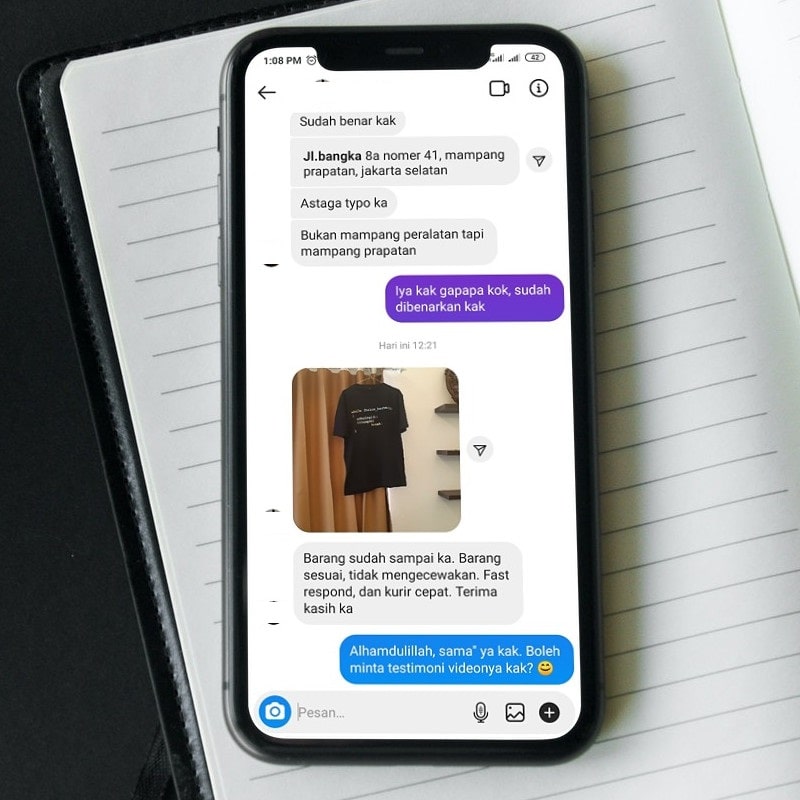 1:08 PM
42
Sudah benar kak
Jl.bangka 8a nomer 41, mampang
prapatan, jakarta selatan
Astaga typo ka
Bukan mampang peralatan tapi
mampang prapatan
Iya kak gapapa kok, sudah
dibenarkan kak
Hari ini 12:21
Barang sudah sampai ka. Barang
sesuai, tidak mengecewakan. Fast
respond, dan kurir cepat. Terima
kasih ka
Alhamdulillah, sama" ya kak. Boleh
minta testimoni videonya kak? 😊
Pesan...